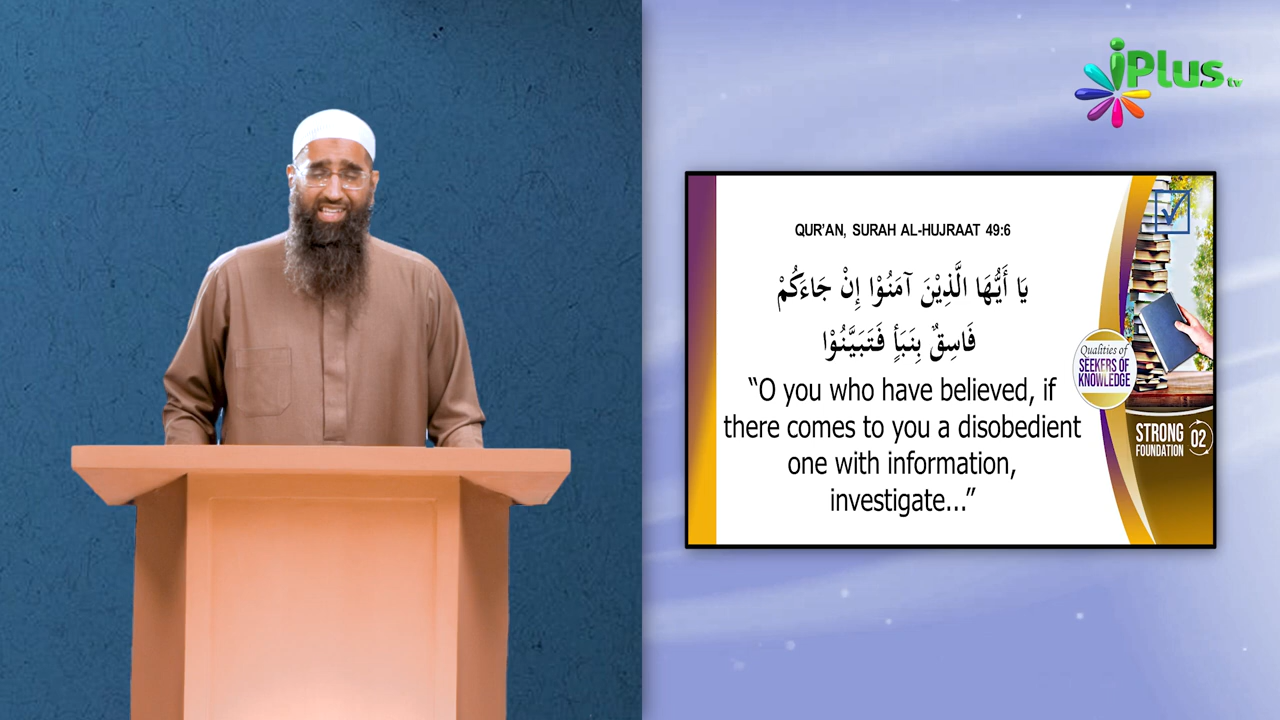 iPlus tv
QUR'AN, SURAH AL-HUJRAAT 49:6
يَا أَيُّهَا الَّذِيْنَ آمَنُوْا إِنْ جَاءَكُمْ
فَاسِقٌ بِنَبَأٍ فَتَبَيَّنُوْا
“O you who have believed, if
there comes to you a disobedient
one with information,
investigate...”
Qualities of
SEEKERS OF
KNOWLEDGE
STRONG
FOUNDATION
02